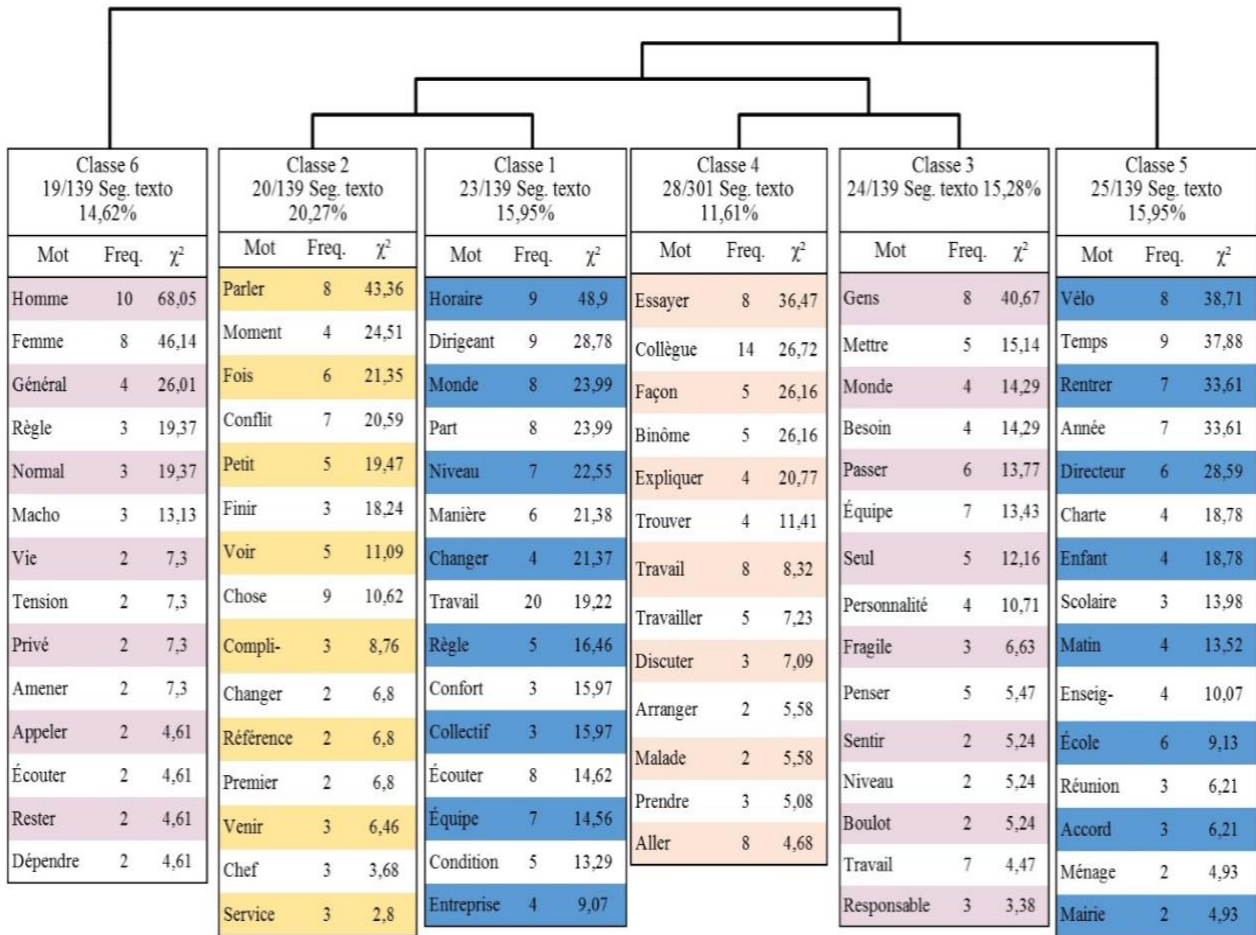 Classe 6
19/139 Seg. texto
14,62%
Mot Freq. χ²
Homme 10 68,05
Femme 8 46,14
Général 4 26,01
Règle 3 19,37
Normal 3 19,37
Macho 3 13,13
Vie 2 7,3
Tension 2 7,3
Privé 2 7,3
Amener 2 7,3
Appeler 2 4,61
Écouter 2 4,61
Rester 2 4,61
Dépendre 2 4,61
Classe 2
20/139 Seg. texto
20,27%
Mot Freq. χ²
Parler 8 43,36
Moment 4 24,51
Fois 6 21,35
Conflit 7 20,59
Petit 5 19,47
Finir 3 18,24
Voir 5 11,09
Chose 9 10,62
Compli- 3 8,76
Changer 2 6,8
Référence 2 6,8
Premier 2 6,8
Venir 3 6,46
Chef 3 3,68
Service 3 2,8
Classe 1
23/139 Seg. texto
15,95%
Mot Freq. χ²
Horaire 9 48,9
Dirigeant 9 28,78
Monde 8 23,99
Part 8 23,99
Niveau 7 22,55
Manière 6 21,38
Changer 4 21,37
Travail 20 19,22
Règle 5 16,46
Confort 3 15,97
Collectif 3 15,97
Écouter 8 14,62
Équipe 7 14,56
Condition 5 13,29
Entreprise 4 9,07
Classe 4
28/301 Seg. texto
11,61%
Mot Freq. χ²
Essayer 8 36,47
Collègue 14 26,72
Façon 5 26,16
Binôme 5 26,16
Expliquer 4 20,77
Trouver 4 11,41
Travail 8 8,32
Travailler 5 7,23
Discuter 3 7,09
Arranger 2 5,58
Malade 2 5,58
Prendre 3 5,08
Aller 8 4,68
Classe 3
24/139 Seg. texto 15,28%
Mot Freq. χ²
Gens 8 40,67
Mettre 5 15,14
Monde 4 14,29
Besoin 4 14,29
Passer 6 13,77
Équipe 7 13,43
Seul 5 12,16
Personnalité 4 10,71
Fragile 3 6,63
Penser 5 5,47
Sentir 2 5,24
Niveau 2 5,24
Boulot 2 5,24
Travail 7 4,47
Responsable 3 3,38
Classe 5
25/139 Seg. texto
15,95%
Mot Freq. χ²
Vélo 8 38,71
Temps 9 37,88
Rentrer 7 33,61
Année 7 33,61
Directeur 6 28,59
Charte 4 18,78
Enfant 4 18,78
Scolaire 3 13,98
Matin 4 13,52
Enseig- 4 10,07
École 6 9,13
Réunion 3 6,21
Accord 3 6,21
Ménage 2 4,93
Mairie 2 4,93